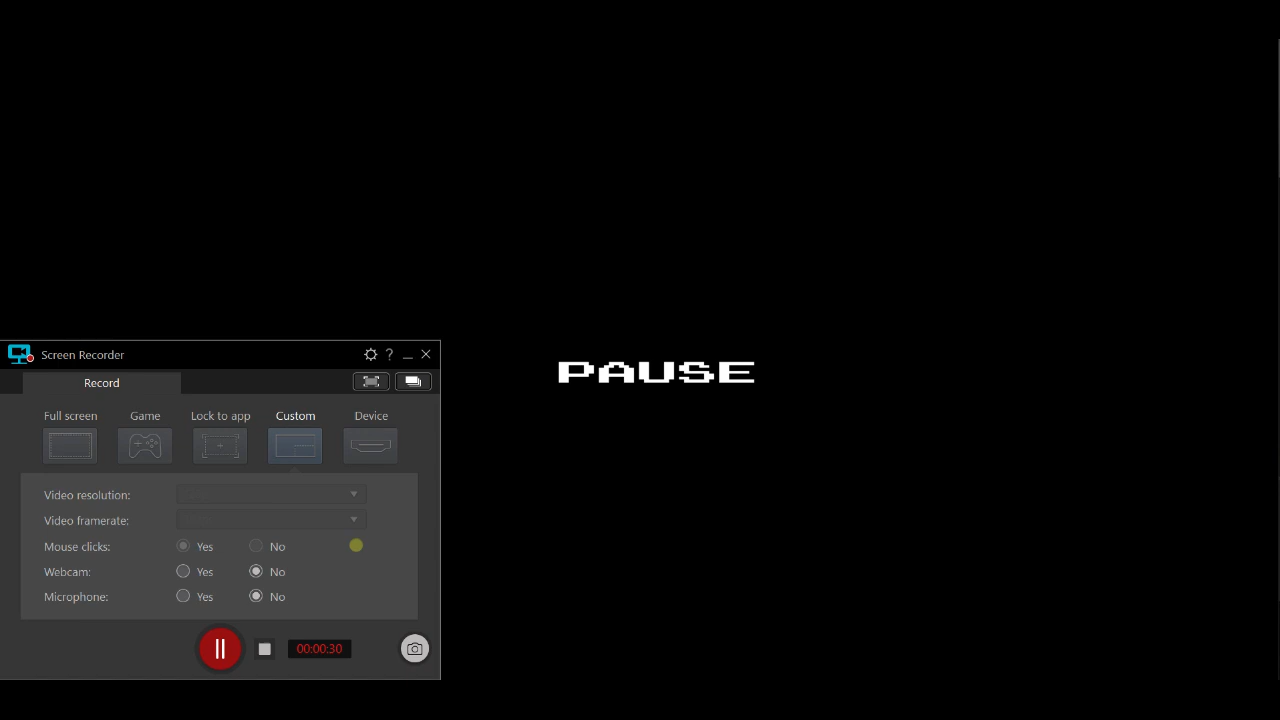 Screen Recorder
?
Record
Full screen Game Lock to app Custom Device
Video resolution:
Video framerate:
Mouse clicks: Yes No
Webcam: Yes No
Microphone: Yes No
00:00:30
PAUSE